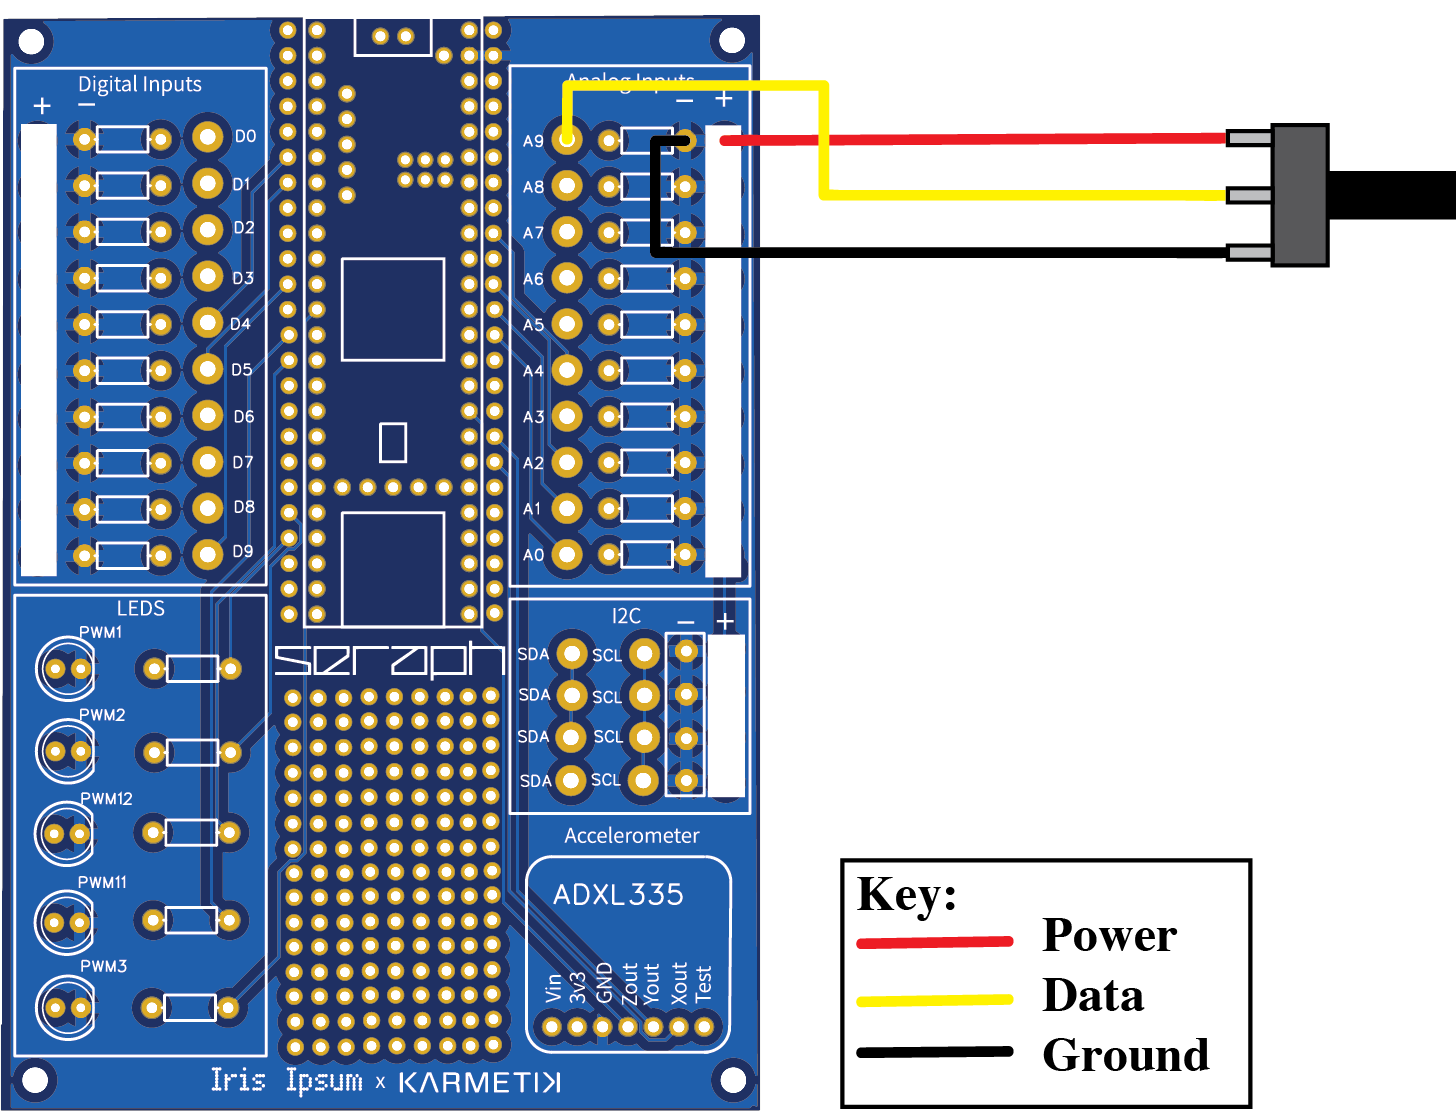 Digital Inputs
+ −
D0
D1
D2
D3
D4
D5
D6
D7
D8
D9
Analog Inputs
− +
A9
A8
A7
A6
A5
A4
A3
A2
A1
A0
LEDS
PWM1
PWM2
PWM12
PWM11
PWM3
seraph
I2C − +
SDA SCL
SDA SCL
SDA SCL
SDA SCL
Accelerometer
ADXL335
Vin
3v3
GND
Zout
Yout
Xout
Test
Iris Ipsum x KARMETIK
Key:
Power
Data
Ground